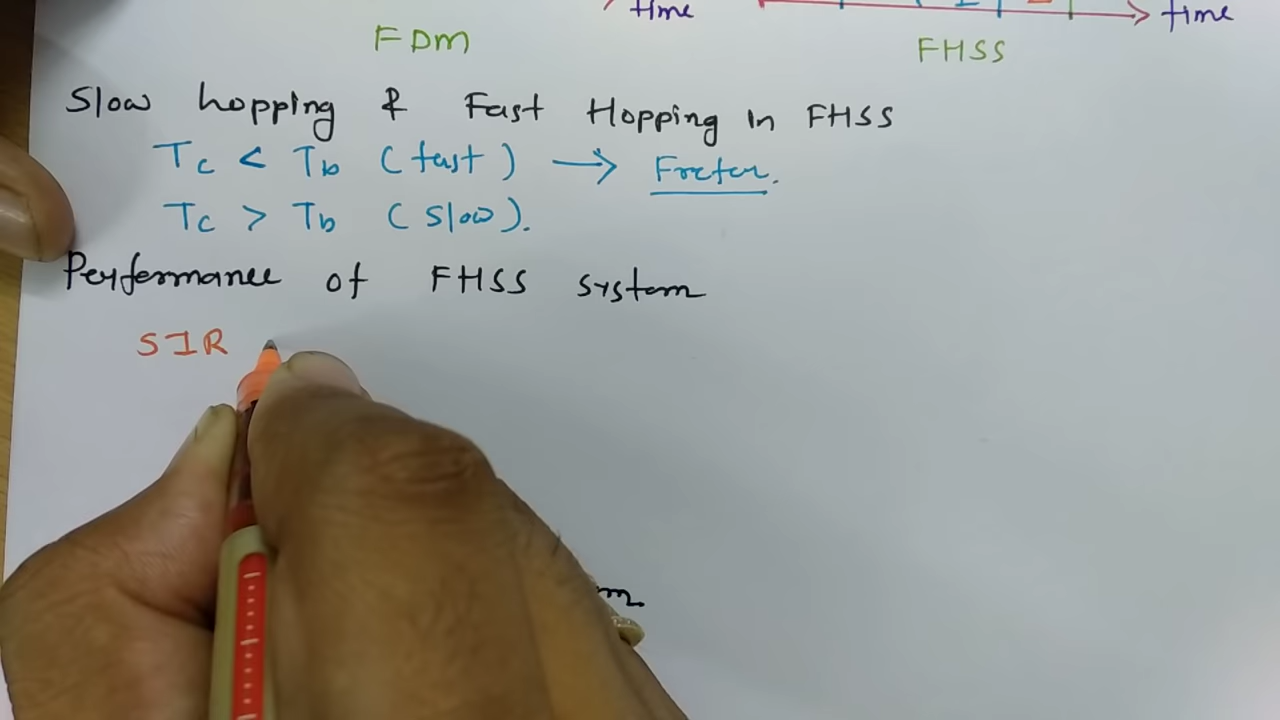 time
time
FDM
FHSS
Slow hopping & Fast Hopping in FHSS
Tc < Tb (fast) →
Tc > Tb (slow).
Performance of FHSS system
SIR